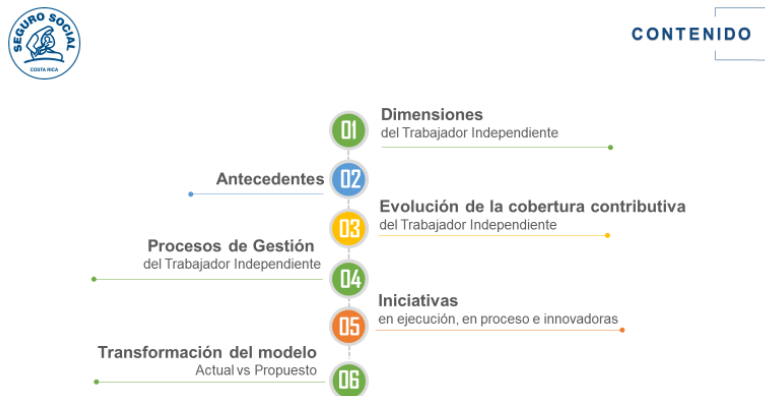 SEGURO SOCIAL
COSTA RICA
CONTENIDO
01
Dimensiones
del Trabajador Independiente
Antecedentes
02
03
Evolución de la cobertura contributiva
del Trabajador Independiente
Procesos de Gestión
del Trabajador Independiente
04
05
Iniciativas
en ejecución, en proceso e innovadoras
Transformación del modelo
Actual vs Propuesto
06